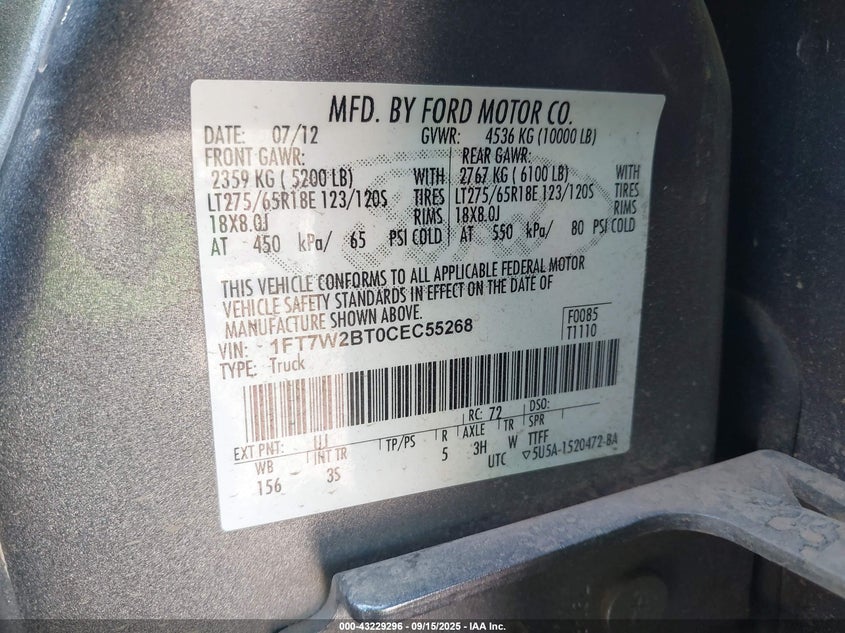 MFD. BY FORD MOTOR CO.
DATE: 07/12 GVWR: 4536 KG (10000 LB)
FRONT GAWR: REAR GAWR:
2359 KG ( 5200 LB) WITH 2767 KG ( 6100 LB) WITH
LT275/65R18E 123/120S TIRES LT275/65R18E 123/120S TIRES
18X8.0J RIMS 18X8.0J RIMS
AT 450 kPa/ 65 PSI COLD AT 550 kPa/ 80 PSI COLD
THIS VEHICLE CONFORMS TO ALL APPLICABLE FEDERAL MOTOR
VEHICLE SAFETY STANDARDS IN EFFECT ON THE DATE OF
MANUFACTURE SHOWN ABOVE.
VIN: 1FT7W2BT0CEC55268 F0085
TYPE: Truck T1110
RC: 72 DSO:
EXT PNT: UJ
WB INT TR TP/PS R AXLE TR SPR
156 3S 5 3H W TTFF
UTC ▽5U5A-1520472-BA
000-43229296 - 09/15/2025 - IAA Inc.